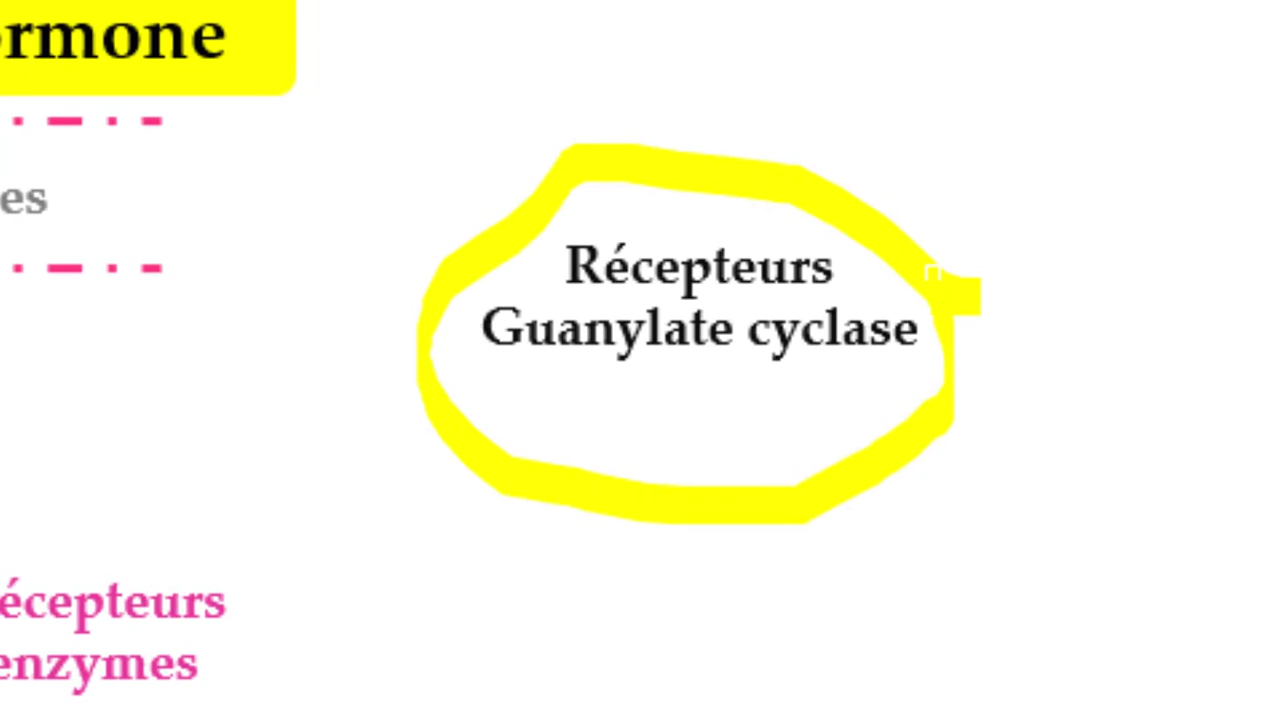 ormone
es
Récepteurs
Guanylate cyclase
écepteurs
enzymes